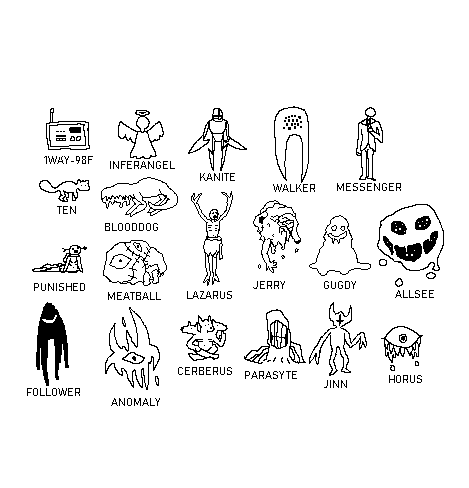 1WAY-98F
INFERANGEL
KANITE
WALKER
MESSENGER
TEN
BLOODDOG
PUNISHED
MEATBALL
LAZARUS
JERRY
GUGDY
ALLSEE
FOLLOWER
ANOMALY
CERBERUS
PARASYTE
JINN
HORUS